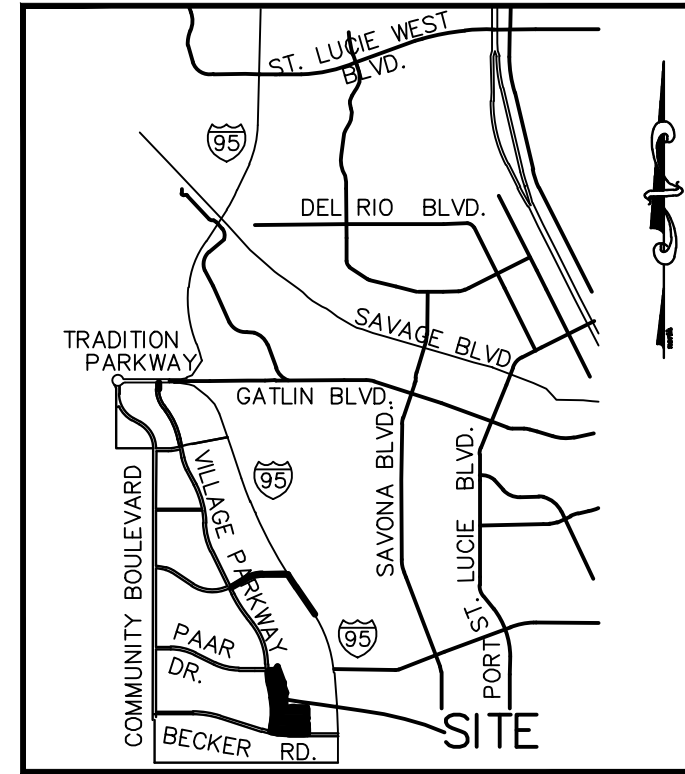 ST. LUCIE WEST
BLVD.
95
DEL RIO BLVD.
north
SAVAGE BLVD
TRADITION
PARKWAY
GATLIN BLVD.
SAVONA BLVD.
PORT ST. LUCIE BLVD.
95
VILLAGE PARKWAY
COMMUNITY BOULEVARD
95
PAAR
DR.
BECKER RD.
SITE